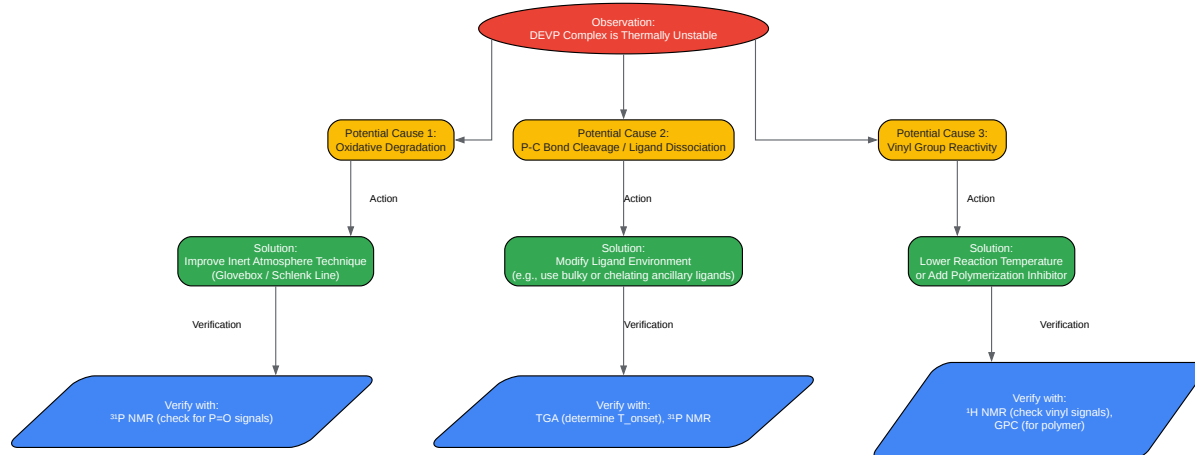 Observation:
DEVP Complex is Thermally Unstable
Potential Cause 1:
Oxidative Degradation
Potential Cause 2:
P-C Bond Cleavage / Ligand Dissociation
Potential Cause 3:
Vinyl Group Reactivity
Action
Action
Action
Solution:
Improve Inert Atmosphere Technique
(Glovebox / Schlenk Line)
Solution:
Modify Ligand Environment
(e.g., use bulky or chelating ancillary ligands)
Solution:
Lower Reaction Temperature
or Add Polymerization Inhibitor
Verification
Verification
Verification
Verify with:
³¹P NMR (check for P=O signals)
Verify with:
TGA (determine T_onset), ³¹P NMR
Verify with:
¹H NMR (check vinyl signals),
GPC (for polymer)